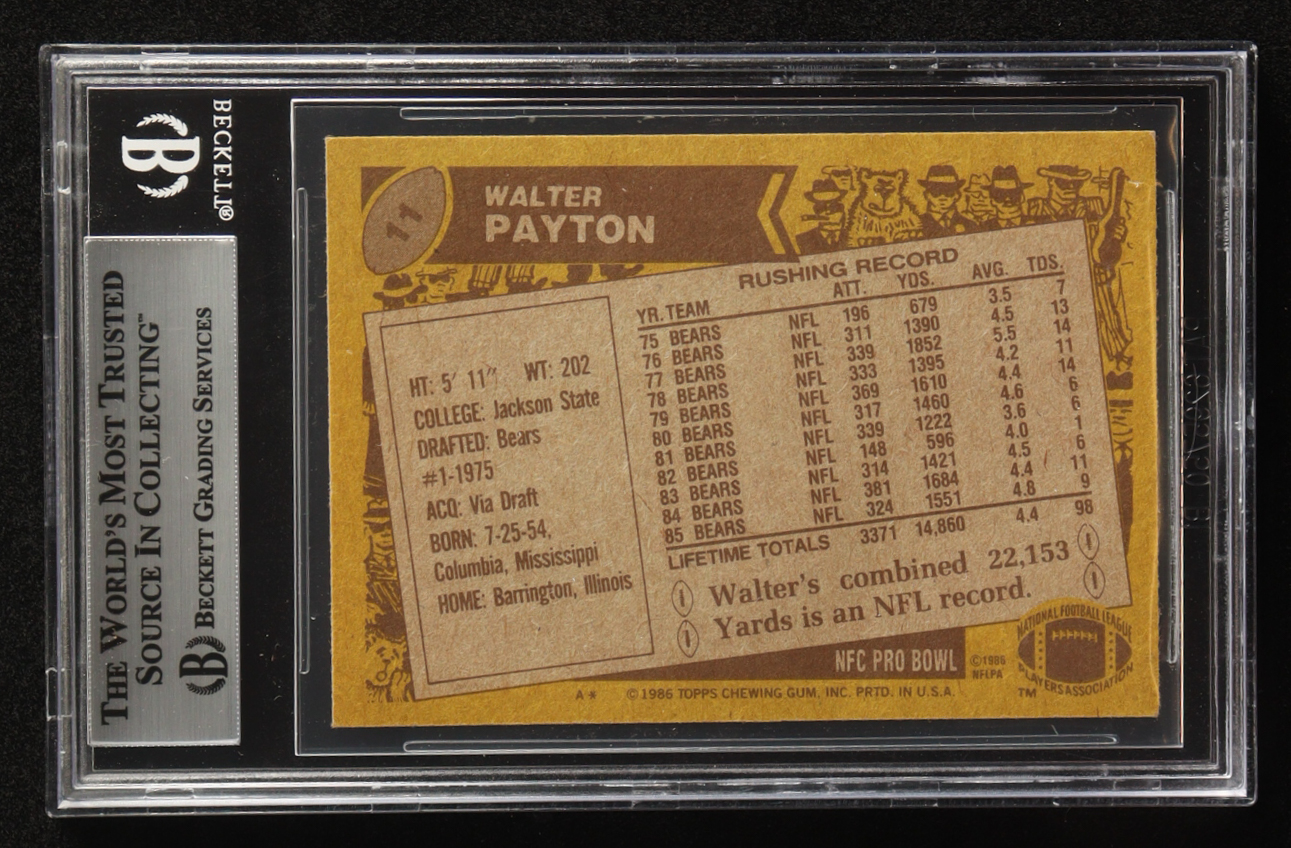 BECKETT®
B
THE WORLD'S MOST TRUSTED
SOURCE IN COLLECTING™
B BECKETT GRADING SERVICES
11
WALTER
PAYTON
HT: 5' 11" WT: 202
COLLEGE: Jackson State
DRAFTED: Bears
#1-1975
ACQ: Via Draft
BORN: 7-25-54,
Columbia, Mississippi
HOME: Barrington, Illinois
RUSHING RECORD
YR. TEAM ATT. YDS. AVG. TDS.
75 BEARS NFL 196 679 3.5 7
76 BEARS NFL 311 1390 4.5 13
77 BEARS NFL 339 1852 5.5 14
78 BEARS NFL 333 1395 4.2 11
79 BEARS NFL 369 1610 4.4 14
80 BEARS NFL 317 1460 4.6 6
81 BEARS NFL 339 1222 3.6 6
82 BEARS NFL 148 596 4.0 1
83 BEARS NFL 314 1421 4.5 6
84 BEARS NFL 381 1684 4.4 11
85 BEARS NFL 324 1551 4.8 9
LIFETIME TOTALS 3371 14,860 4.4 98
Walter's combined 22,153
Yards is an NFL record.
NFC PRO BOWL
©1986
NFLPA
NATIONAL FOOTBALL LEAGUE
PLAYERS ASSOCIATION
TM
A* ©1986 TOPPS CHEWING GUM, INC. PRTD. IN U.S.A.